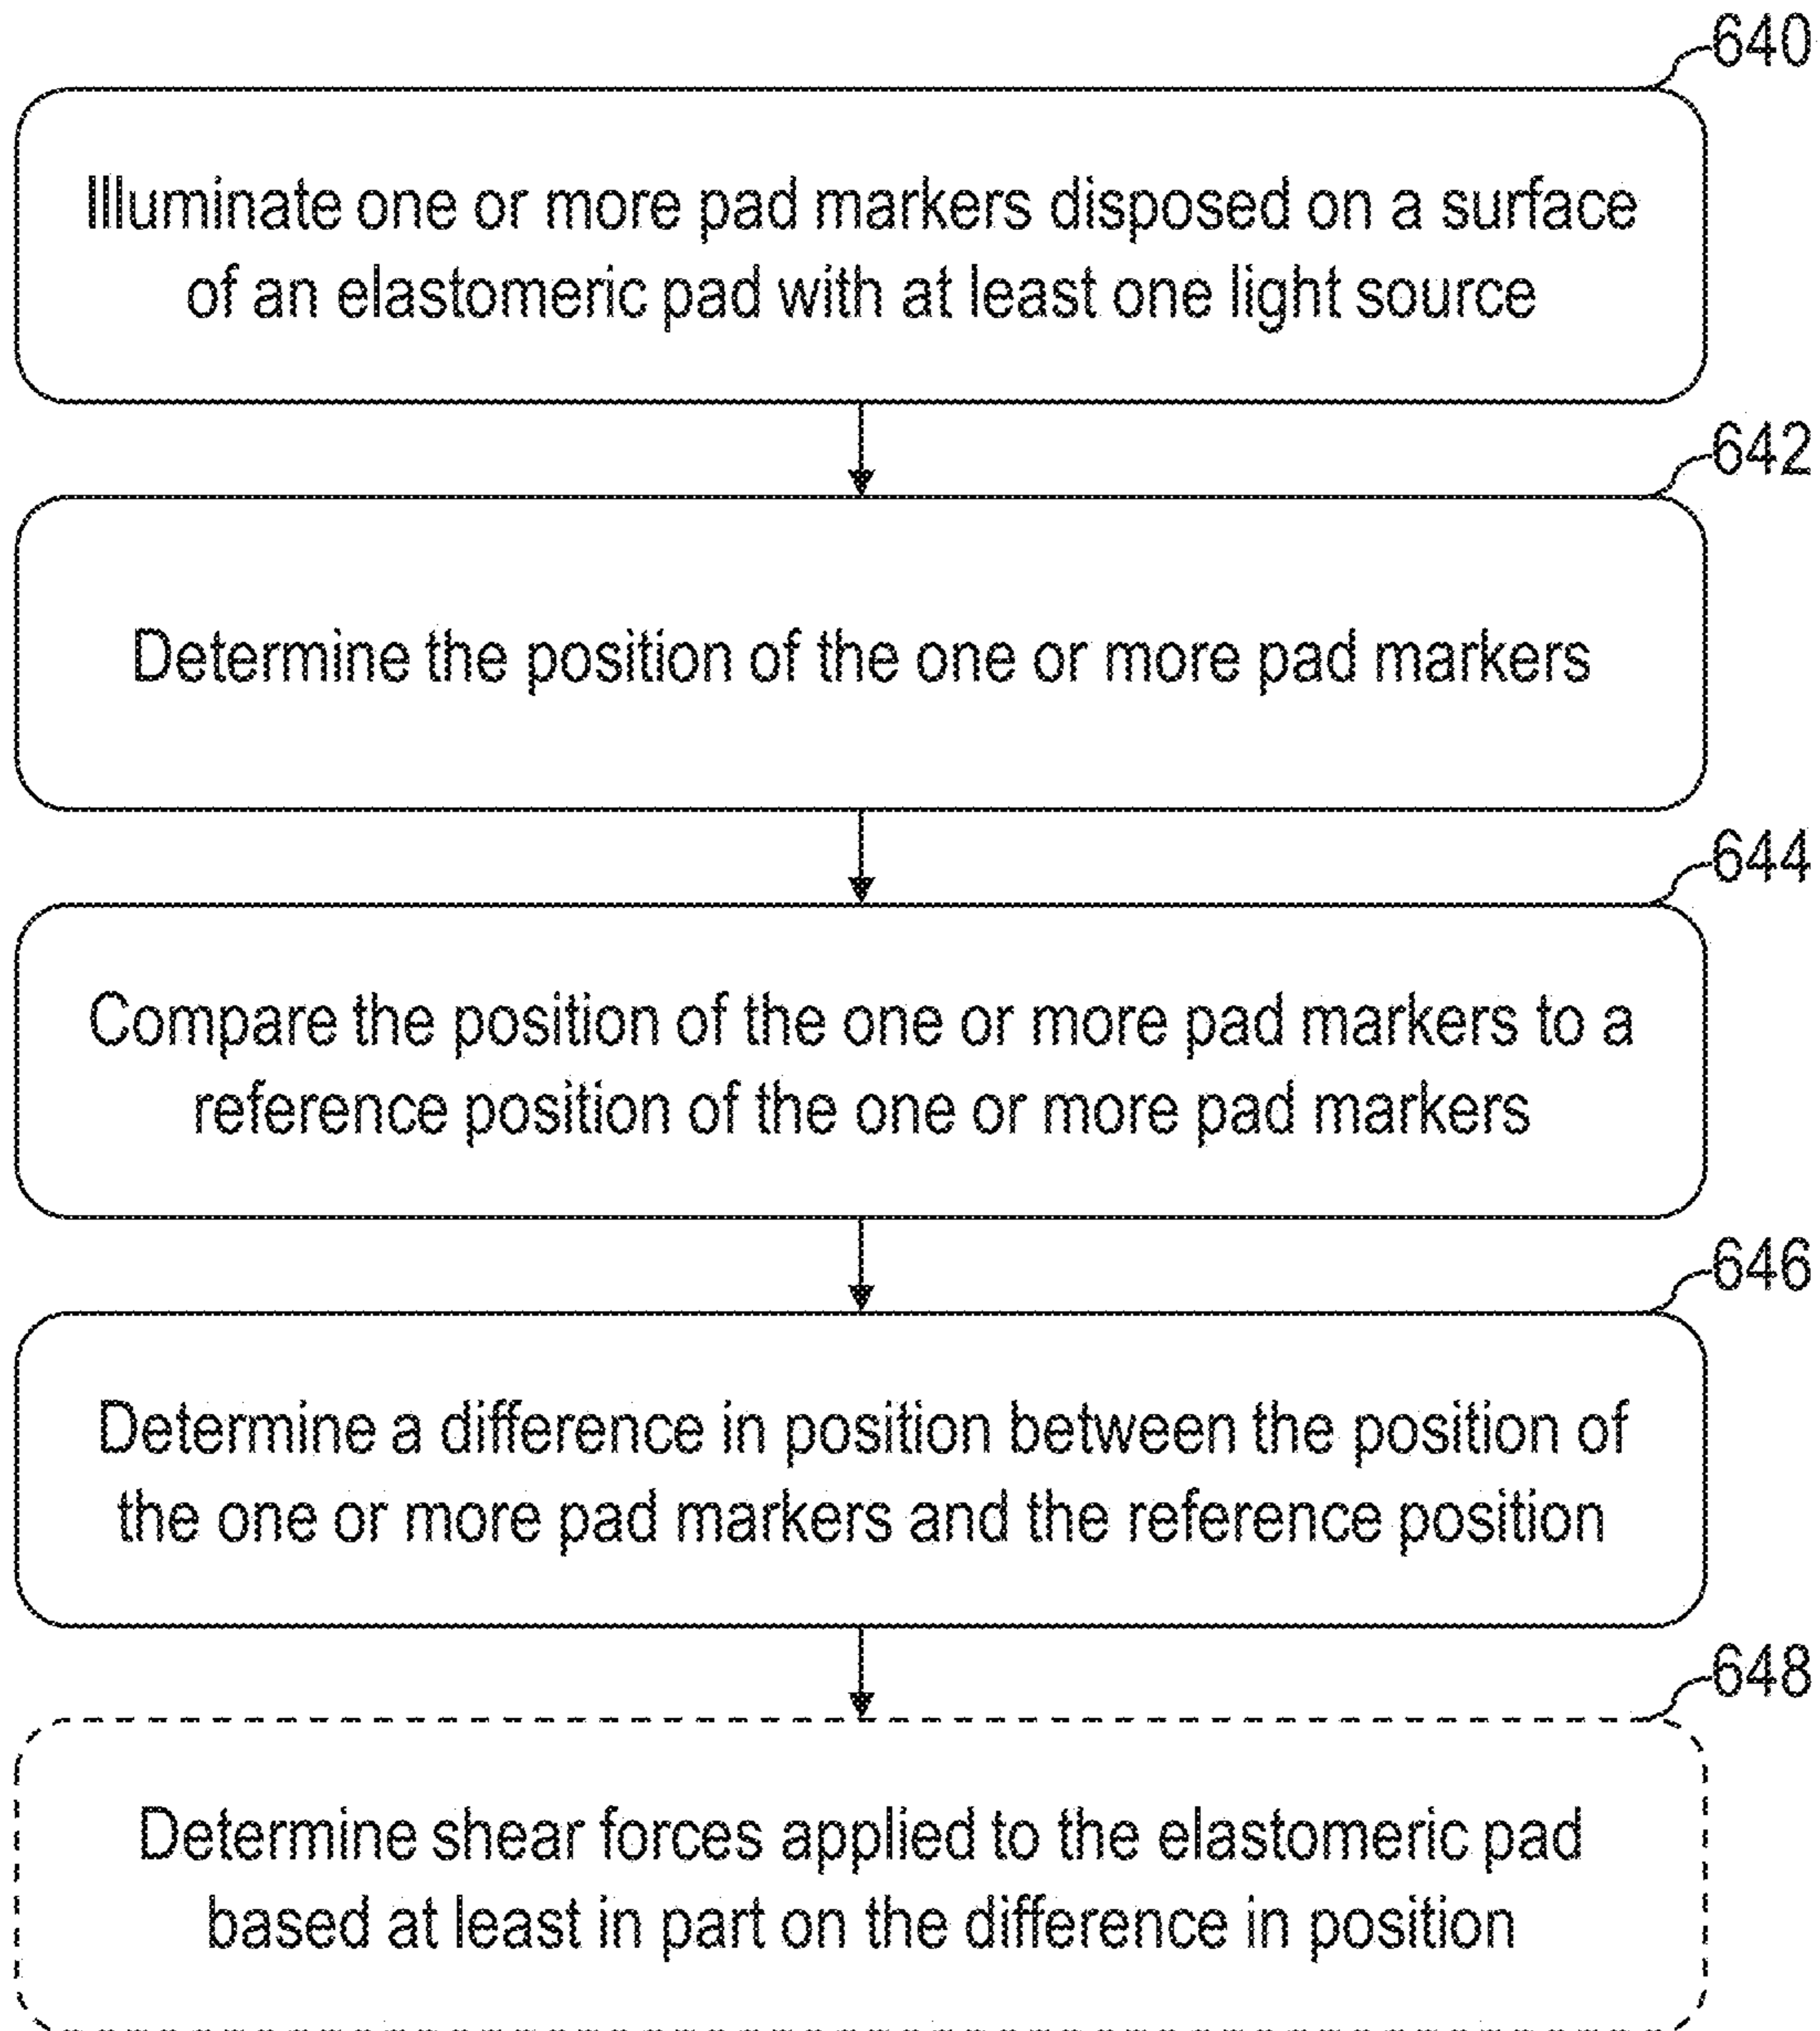 640
Illuminate one or more pad markers disposed on a surface
of an elastomeric pad with at least one light source
642
Determine the position of the one or more pad markers
644
Compare the position of the one or more pad markers to a
reference position of the one or more pad markers
646
Determine a difference in position between the position of
the one or more pad markers and the reference position
648
Determine shear forces applied to the elastomeric pad
based at least in part on the difference in position